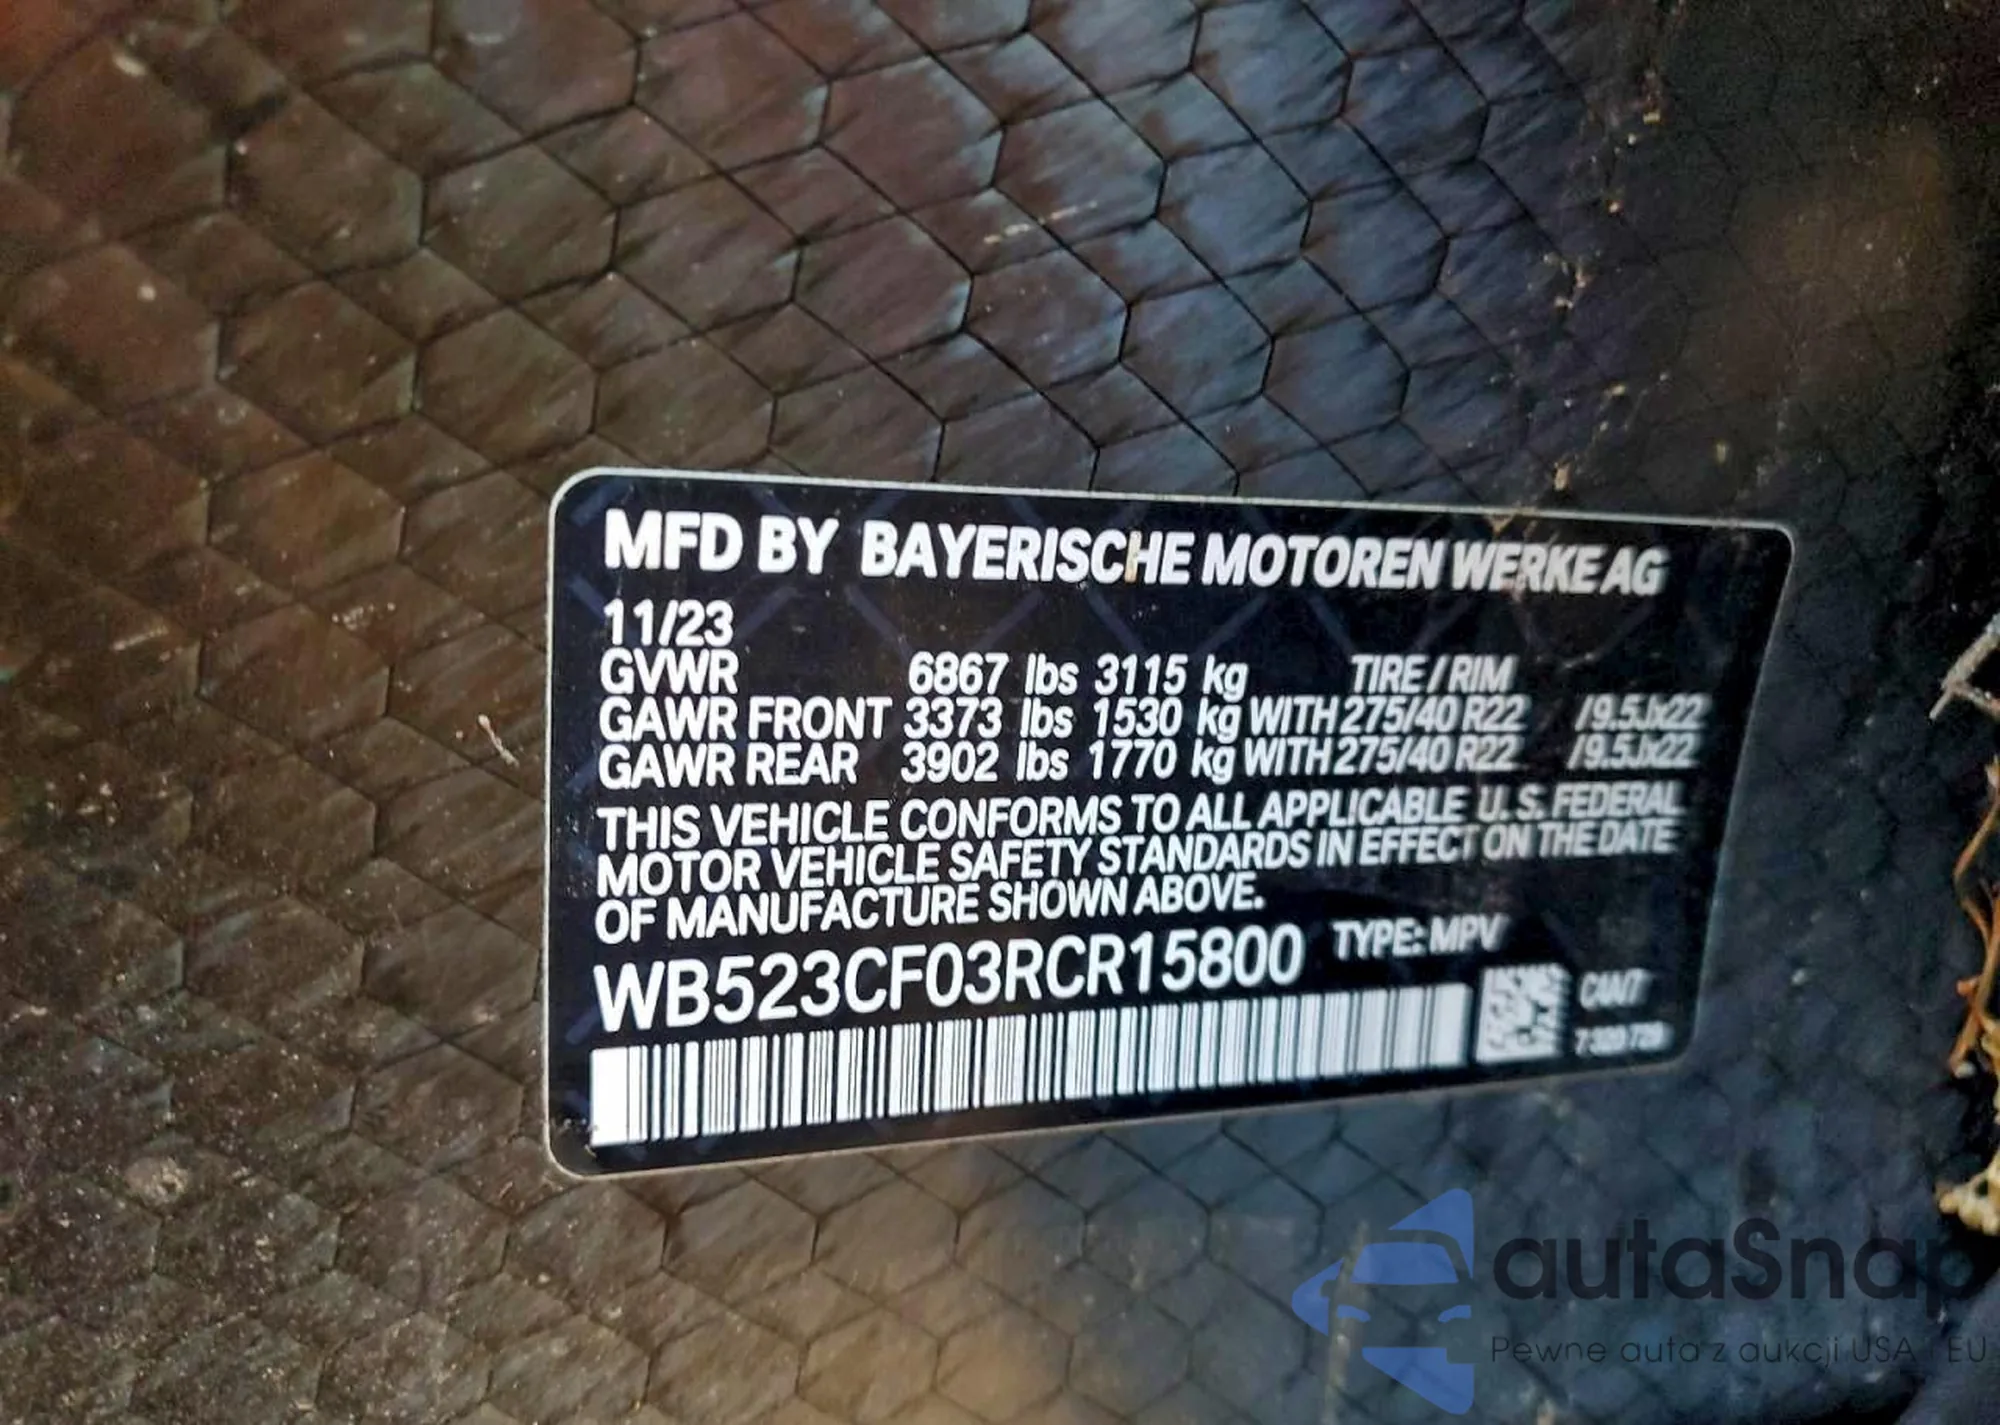 MFD BY BAYERISCHE MOTOREN WERKE AG
11/23
GVWR 6867 lbs 3115 kg TIRE / RIM
GAWR FRONT 3373 lbs 1530 kg WITH 275/40 R22 /9.5Jx22
GAWR REAR 3902 lbs 1770 kg WITH 275/40 R22 /9.5Jx22
THIS VEHICLE CONFORMS TO ALL APPLICABLE U. S. FEDERAL
MOTOR VEHICLE SAFETY STANDARDS IN EFFECT ON THE DATE
OF MANUFACTURE SHOWN ABOVE.
WB523CF03RCR15800 TYPE: MPV
autaSnap
Pewne auta z aukcji USA i EU